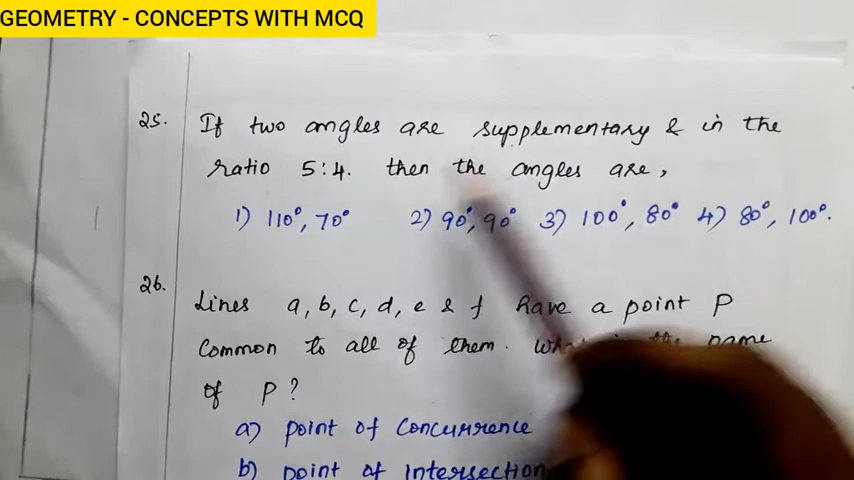 GEOMETRY - CONCEPTS WITH MCQ
25. If two angles are supplementary & in the
ratio 5:4. then the angles are,
1) 110°, 70° 2) 90°, 90° 3) 100°, 80° 4) 80°, 100°.
26. Lines a, b, c, d, e & f have a point P
Common to all of them. name
of P?
a) point of Concurrence
b) point of intersection